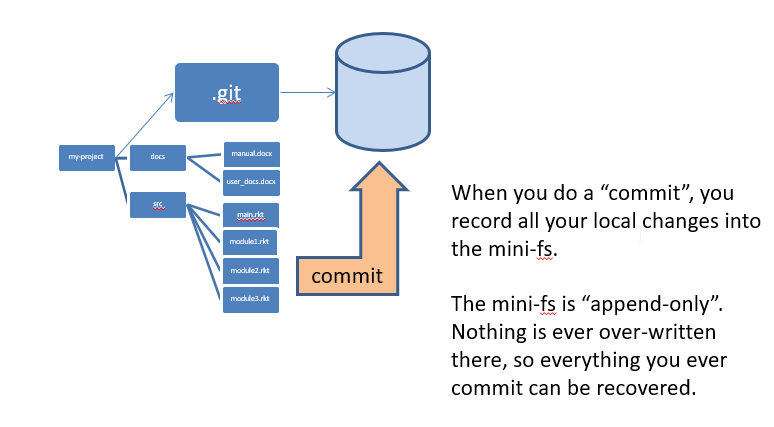 .git
my-project
docs
manual.docx
user_docs.docx
src
main.rkt
module1.rkt
module2.rkt
module3.rkt
commit
When you do a “commit”, you
record all your local changes into
the mini-fs.
The mini-fs is “append-only”.
Nothing is ever over-written
there, so everything you ever
commit can be recovered.